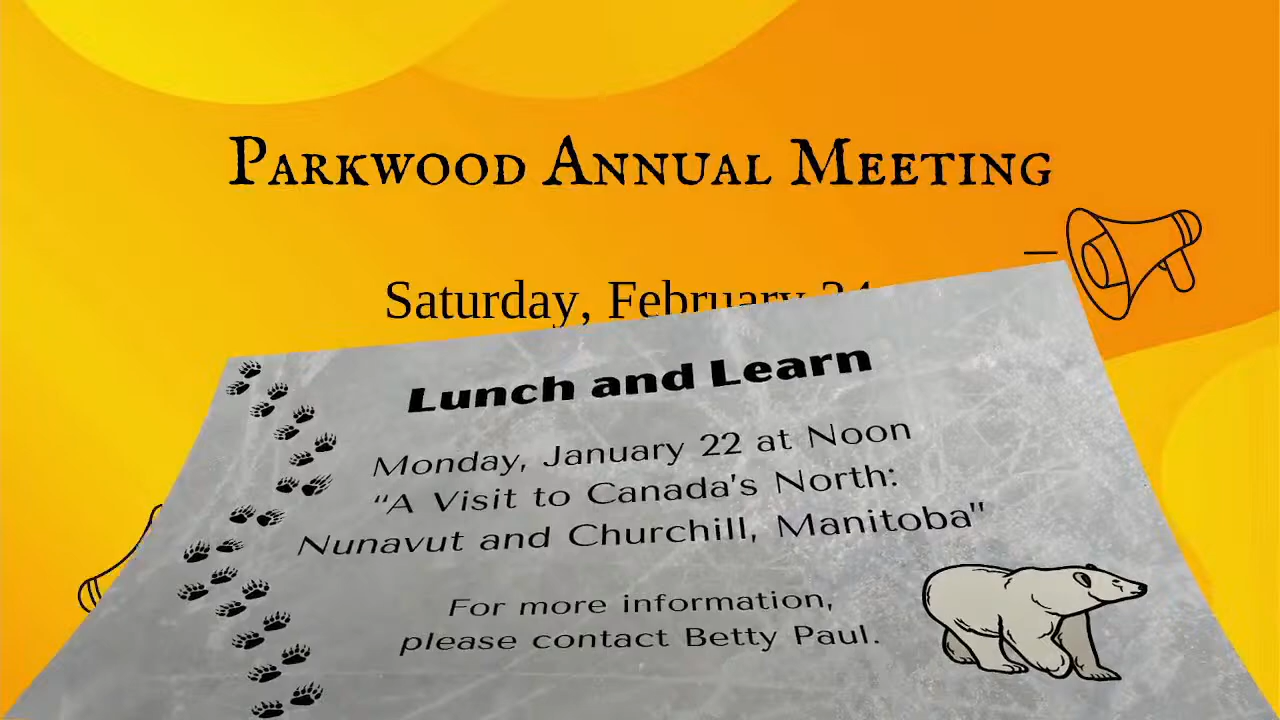 Parkwood Annual Meeting
Saturday, February 24
Lunch and Learn
Monday, January 22 at Noon
"A Visit to Canada's North:
Nunavut and Churchill, Manitoba"
For more information,
please contact Betty Paul.